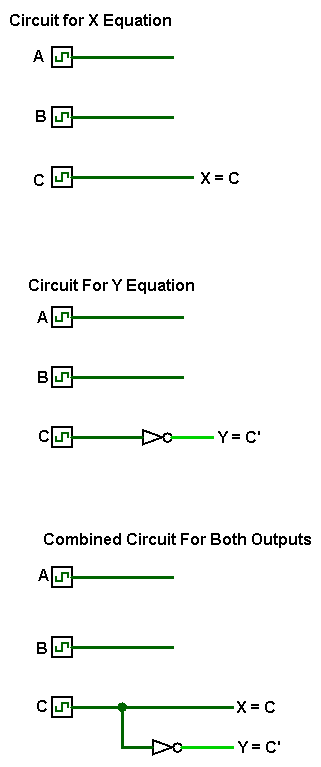 Circuit for X Equation
A
B
C X = C
Circuit For Y Equation
A
B
C Y = C'
Combined Circuit For Both Outputs
A
B
C X = C
Y = C'